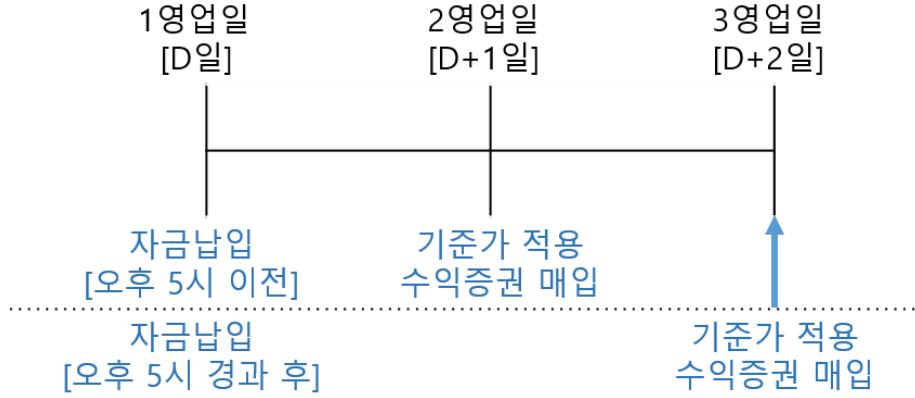 1영업일
[D일]
2영업일
[D+1일]
3영업일
[D+2일]
자금납입
[오후 5시 이전]
기준가 적용
수익증권 매입
자금납입
[오후 5시 경과 후]
기준가 적용
수익증권 매입